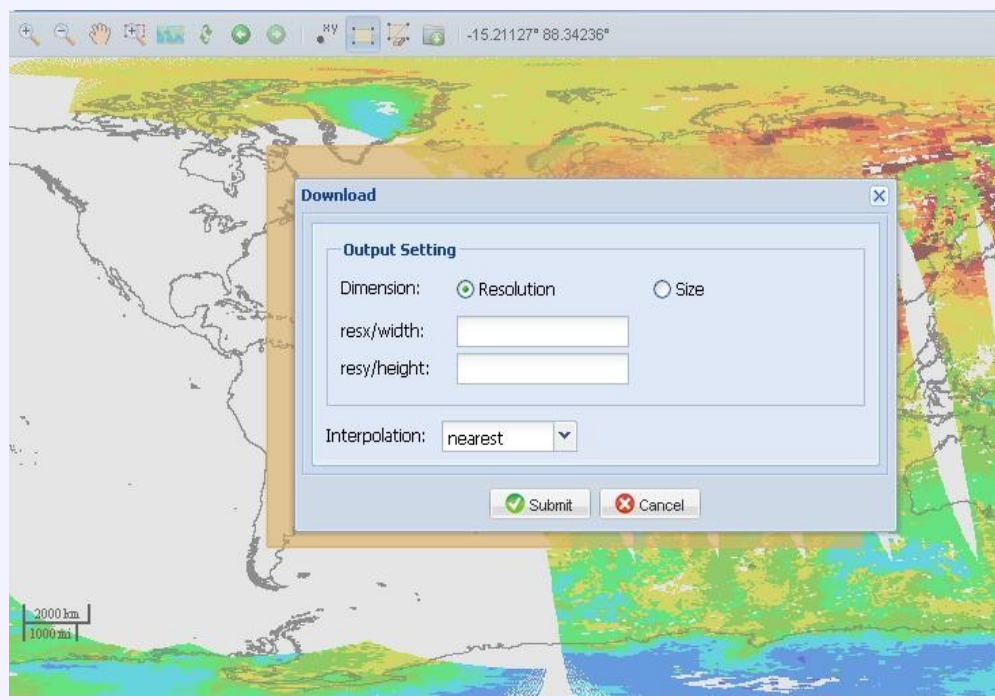 xy -15.21127° 88.34236°
Download
Output Setting
Dimension: Resolution Size
resx/width:
resy/height:
Interpolation: nearest
Submit Cancel
2000 km
1000 mi